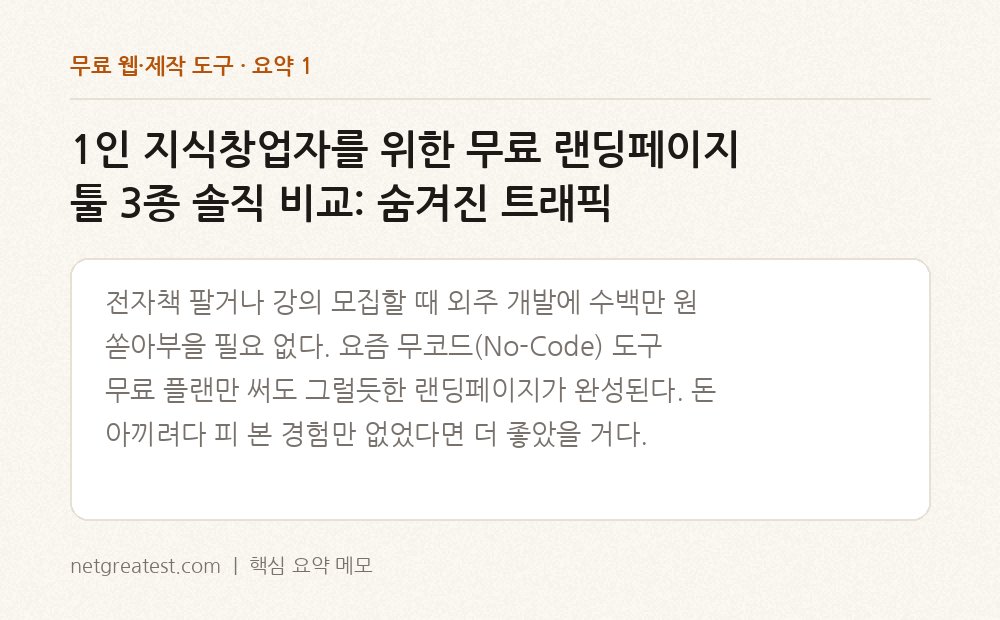 무료 웹·제작 도구 · 요약 1
1인 지식창업자를 위한 무료 랜딩페이지
툴 3종 솔직 비교: 숨겨진 트래픽
전자책 팔거나 강의 모집할 때 외주 개발에 수백만 원
쏟아부을 필요 없다. 요즘 무코드(No-Code) 도구
무료 플랜만 써도 그럴듯한 랜딩페이지가 완성된다. 돈
아끼려다 피 본 경험만 없었다면 더 좋았을 거다.
netgreatest.com | 핵심 요약 메모